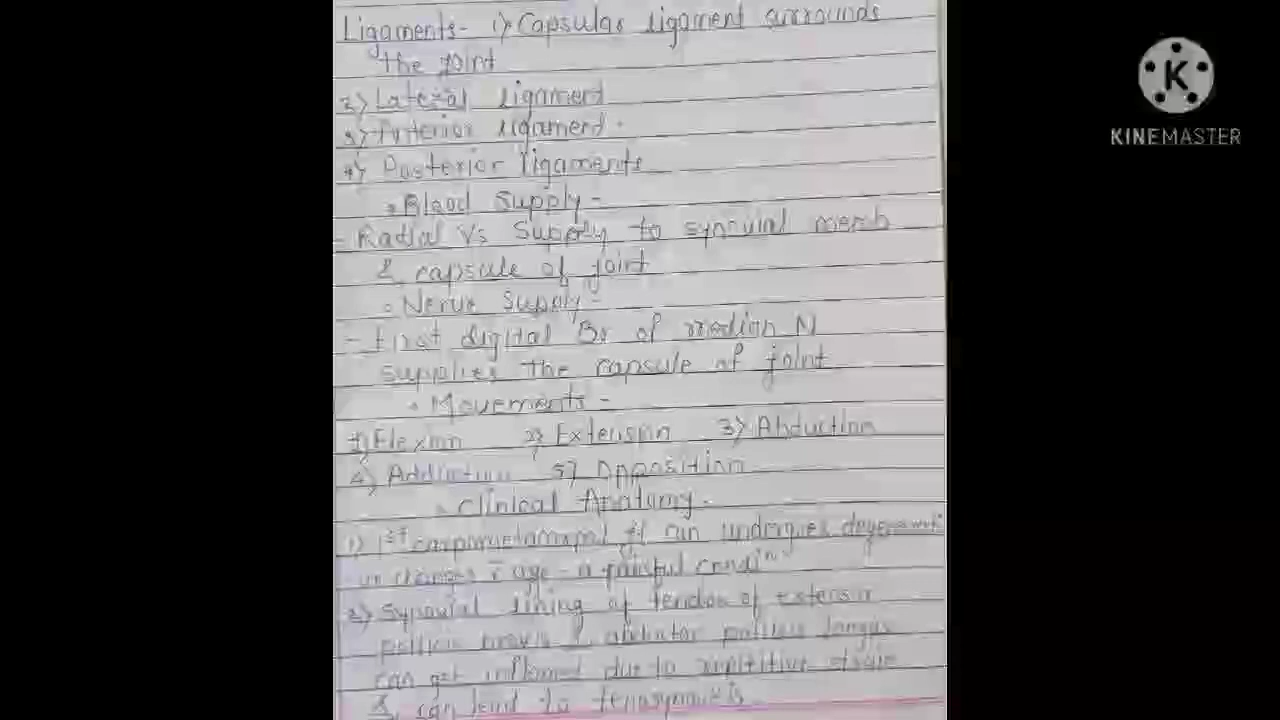 Ligaments- 1) Capsular ligament surrounds
the joint
2) Lateral ligament
3) Anterior ligament.
4) Posterior ligaments
• Blood Supply -
- Radial Vs Supply to synovial memb
& capsule of joint
• Nerve Supply -
- First digital Br of median N
supplies the capsule of joint
• Movements -
1) Flexion 2) Extension 3) Abduction
4) Adduction 5) Opposition
• Clinical Anatomy -
1) 1st carpometacarpal jt can undergoes
changes age - a painful condin
2) Synovial lining of tendon of extensor
pollicis brevis & abductor pollicis longus
can get inflamed due to repititive strain
& can lead to tenosynovitis
KINEMASTER